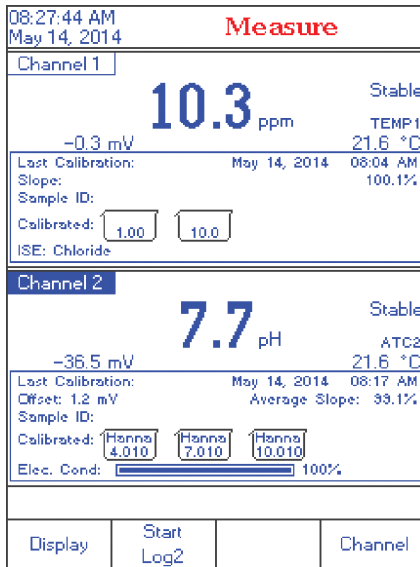 08:27:44 AM
May 14, 2014
Measure
Channel 1
10.3 ppm
Stable
TEMP1
-0.3 mV
21.6 °C
Last Calibration: May 14, 2014 08:04 AM
Slope: 100.1%
Sample ID:
Calibrated: 1.00 10.0
ISE: Chloride
Channel 2
7.7 pH
Stable
ATC2
-36.5 mV
21.6 °C
Last Calibration: May 14, 2014 08:17 AM
Offset: 1.2 mV Average Slope: 99.1%
Sample ID:
Calibrated: Hanna 4.010 Hanna 7.010 Hanna 10.010
Elec. Cond: 100%
Display
Start Log2
Channel